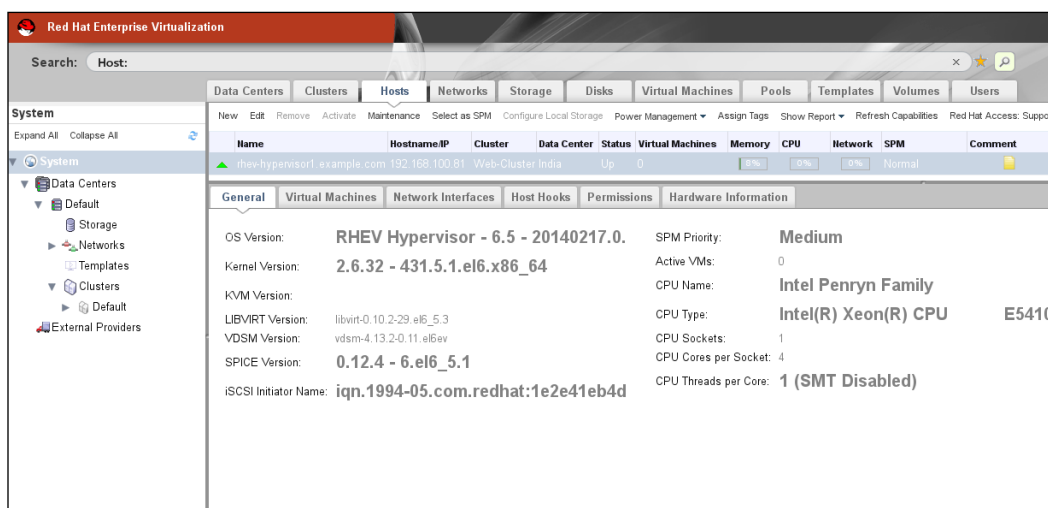 Red Hat Enterprise Virtualization
Search: Host: ×
Data Centers Clusters Hosts Networks Storage Disks Virtual Machines Pools Templates Volumes Users
System
New Edit Remove Activate Maintenance Select as SPM Configure Local Storage Power Management Assign Tags Show Report Refresh Capabilities Red Hat Access: Suppo
Expand All Collapse All
Name Hostname/IP Cluster Data Center Status Virtual Machines Memory CPU Network SPM Comment
System
rhev-hypervisor1.example.com 192.168.100.81 Web-Cluster India Up 0 8% 0% 0% Normal
Data Centers
Default
Storage
Networks
Templates
Clusters
Default
External Providers
General Virtual Machines Network Interfaces Host Hooks Permissions Hardware Information
OS Version: RHEV Hypervisor - 6.5 - 20140217.0.
Kernel Version: 2.6.32 - 431.5.1.el6.x86_64
KVM Version:
LIBVIRT Version: libvirt-0.10.2-29.el6_5.3
VDSM Version: vdsm-4.13.2-0.11.el6ev
SPICE Version: 0.12.4 - 6.el6_5.1
iSCSI Initiator Name: iqn.1994-05.com.redhat:1e2e41eb4d
SPM Priority: Medium
Active VMs: 0
CPU Name: Intel Penryn Family
CPU Type: Intel(R) Xeon(R) CPU E5410
CPU Sockets: 1
CPU Cores per Socket: 4
CPU Threads per Core: 1 (SMT Disabled)